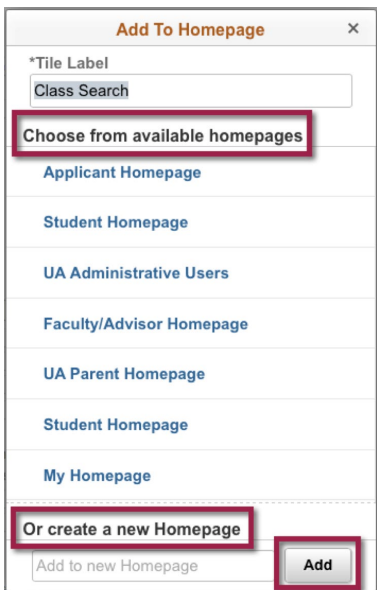 Add To Homepage ×
*Tile Label
Class Search
Choose from available homepages
Applicant Homepage
Student Homepage
UA Administrative Users
Faculty/Advisor Homepage
UA Parent Homepage
Student Homepage
My Homepage
Or create a new Homepage
Add to new Homepage Add